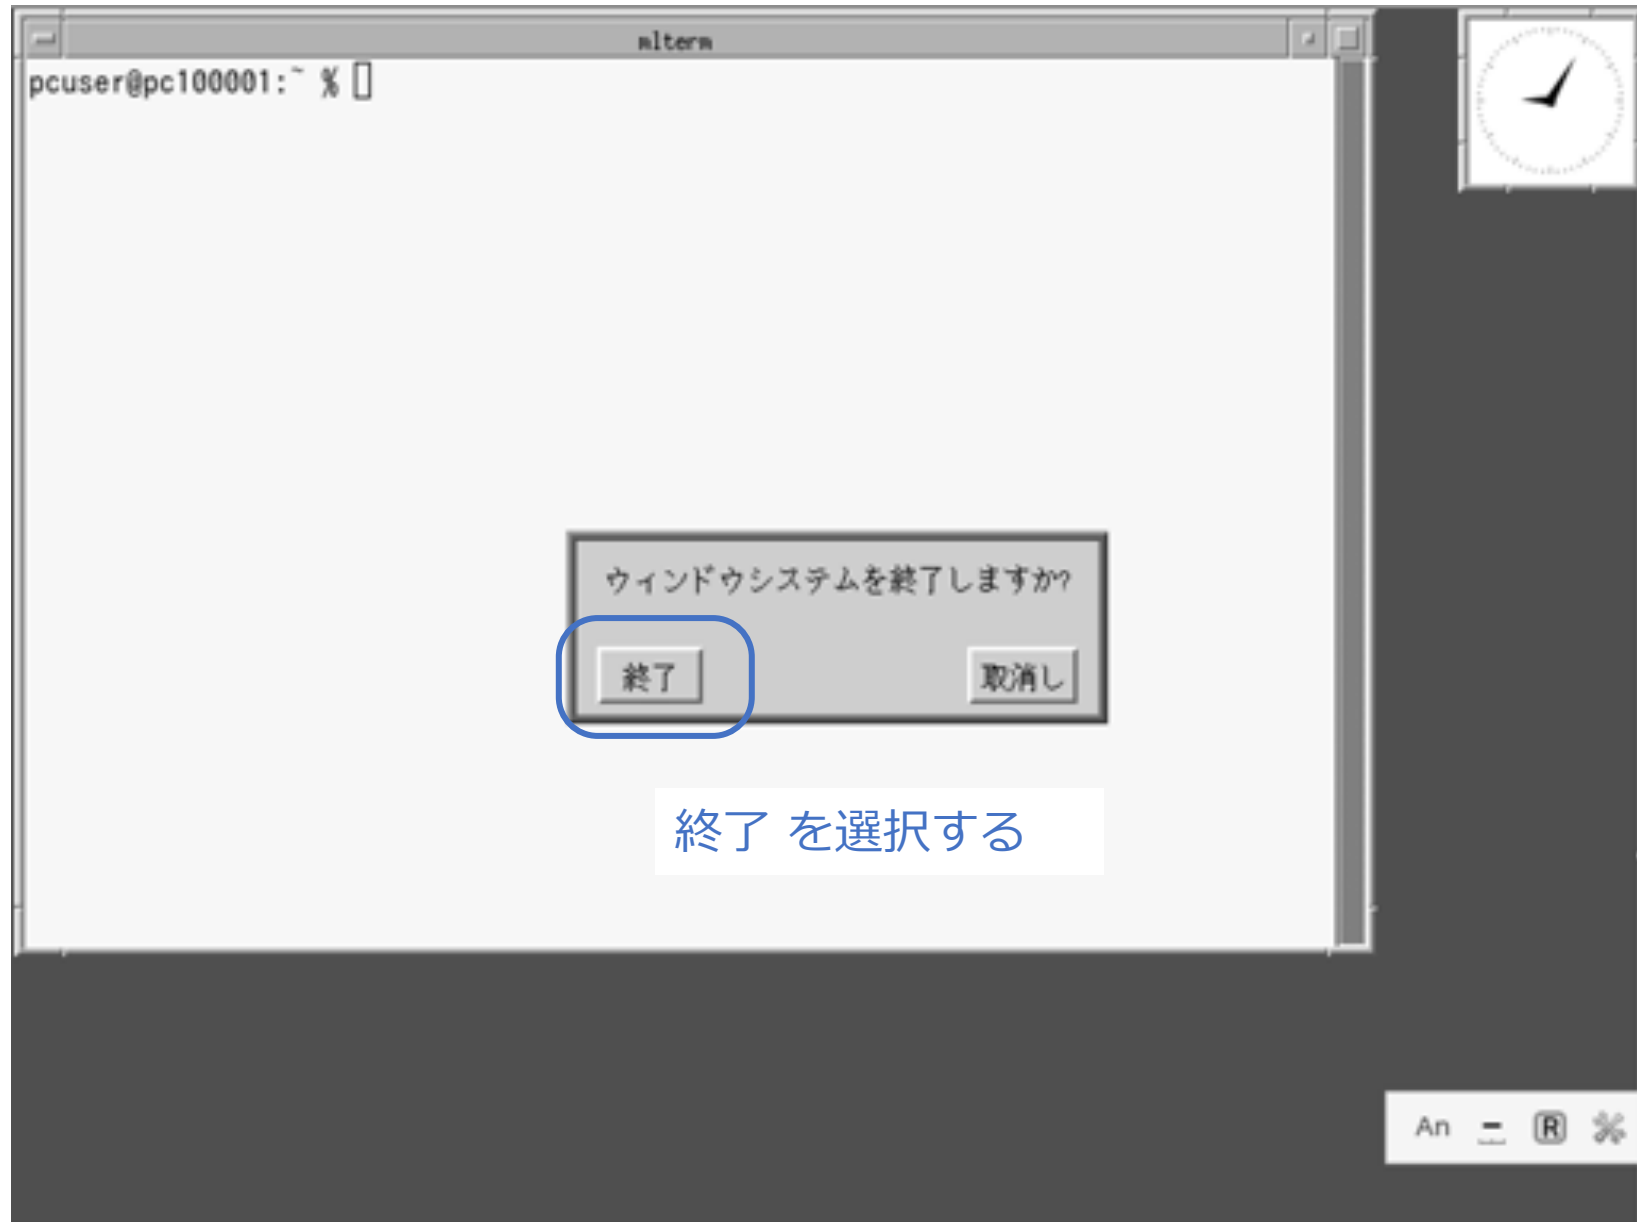 mlterm
pcuser@pc100001:~ %
ウィンドウシステムを終了しますか?
終了
取消し
終了 を選択する
An
R